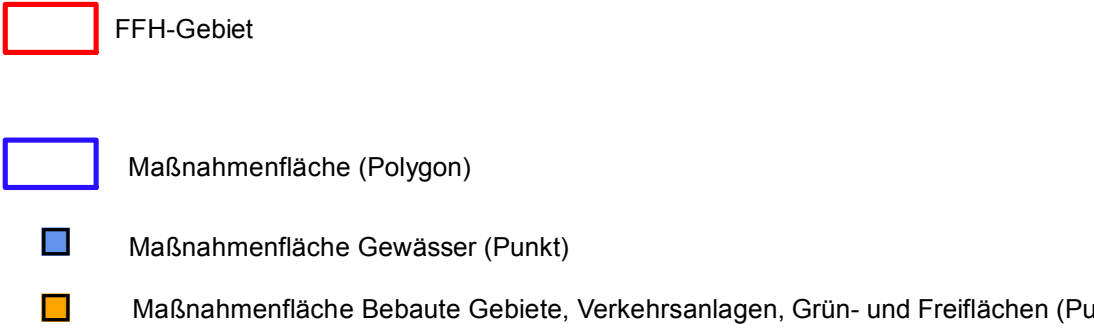 FFH-Gebiet
Maßnahmenfläche (Polygon)
Maßnahmenfläche Gewässer (Punkt)
Maßnahmenfläche Bebaute Gebiete, Verkehrsanlagen, Grün- und Freiflächen